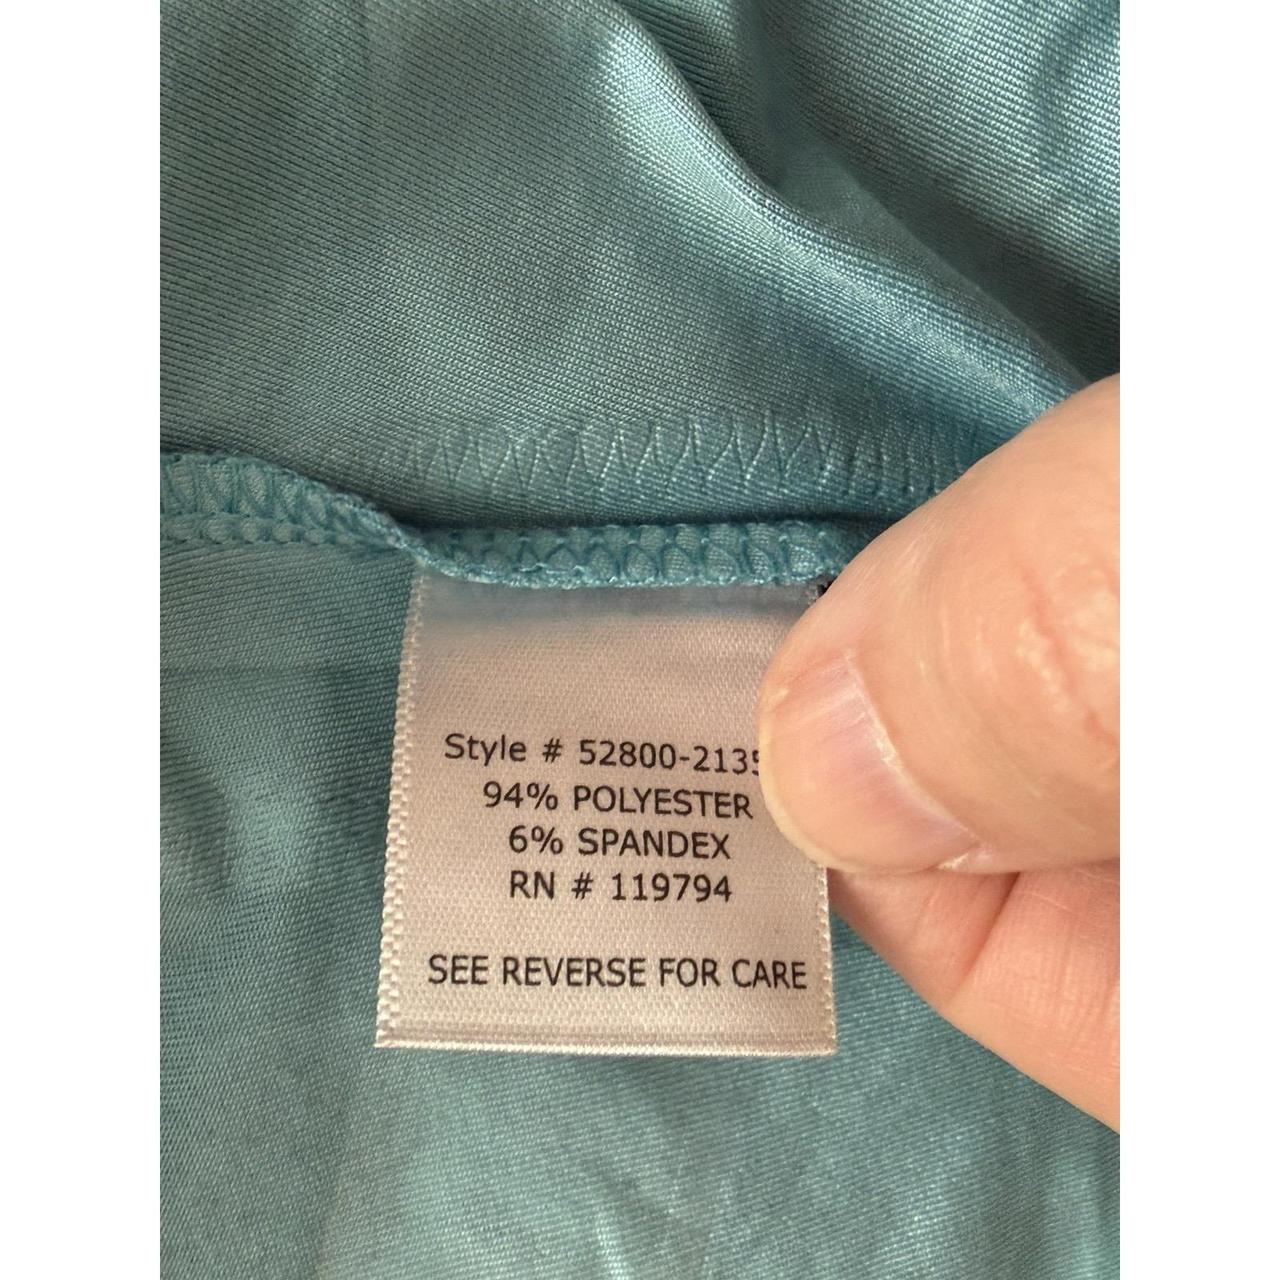 Style # 52800-2135
94% POLYESTER
6% SPANDEX
RN # 119794
SEE REVERSE FOR CARE